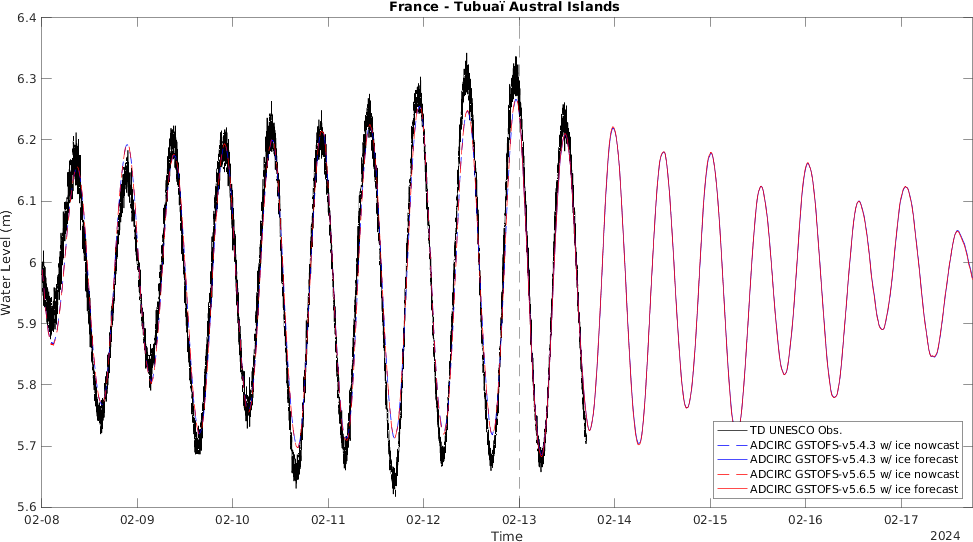 France - Tubuaï Austral Islands
6.4
6.3
6.2
6.1
6
5.9
5.8
5.7
5.6
Water Level (m)
02-08 02-09 02-10 02-11 02-12 02-13 02-14 02-15 02-16 02-17
Time
2024
TD UNESCO Obs.
ADCIRC GSTOFS-v5.4.3 w/ ice nowcast
ADCIRC GSTOFS-v5.4.3 w/ ice forecast
ADCIRC GSTOFS-v5.6.5 w/ ice nowcast
ADCIRC GSTOFS-v5.6.5 w/ ice forecast